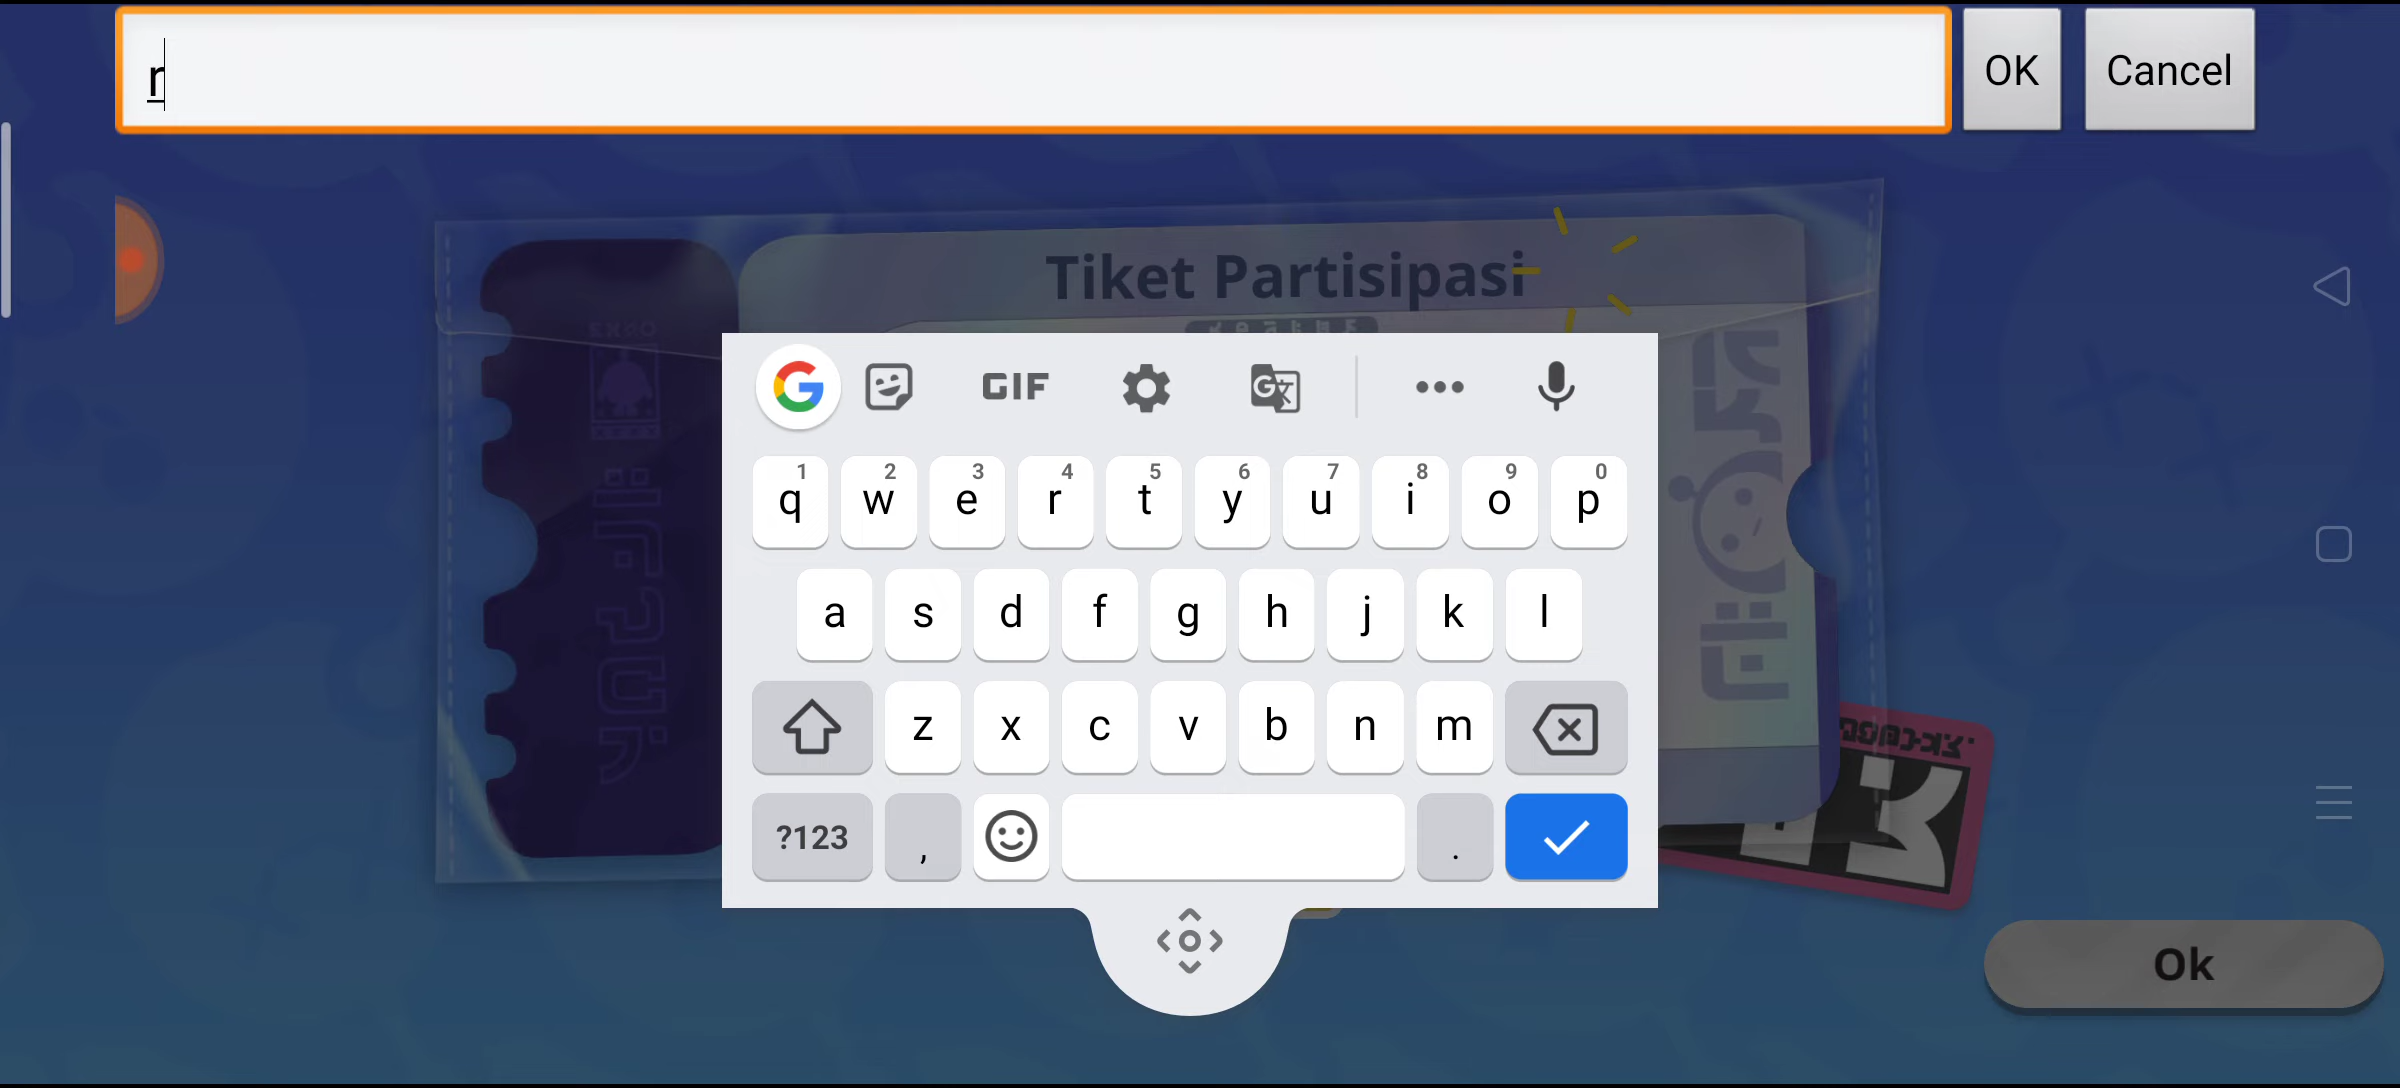 r
OK
Cancel
Tiket Partisipasi
GIF
1 2 3 4 5 6 7 8 9 0
q w e r t y u i o p
a s d f g h j k l
z x c v b n m
?123 , .
Ok